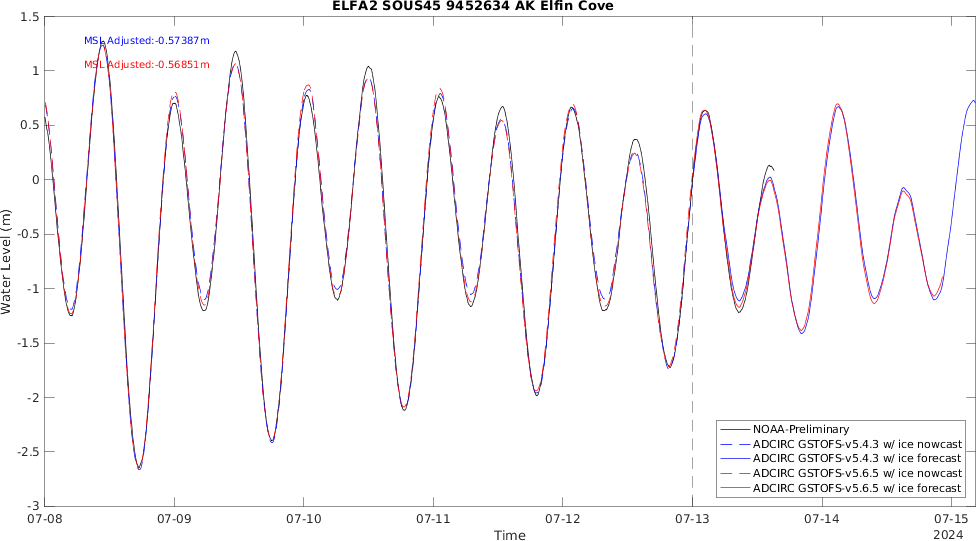 ELFA2 SOUS45 9452634 AK Elfin Cove
1.5
MSL Adjusted:-0.57387m
MSL Adjusted:-0.56851m
1
0.5
0
-0.5
-1
-1.5
-2
-2.5
-3
Water Level (m)
NOAA-Preliminary
ADCIRC GSTOFS-v5.4.3 w/ ice nowcast
ADCIRC GSTOFS-v5.4.3 w/ ice forecast
ADCIRC GSTOFS-v5.6.5 w/ ice nowcast
ADCIRC GSTOFS-v5.6.5 w/ ice forecast
07-08 07-09 07-10 07-11 07-12 07-13 07-14 07-15
Time
2024